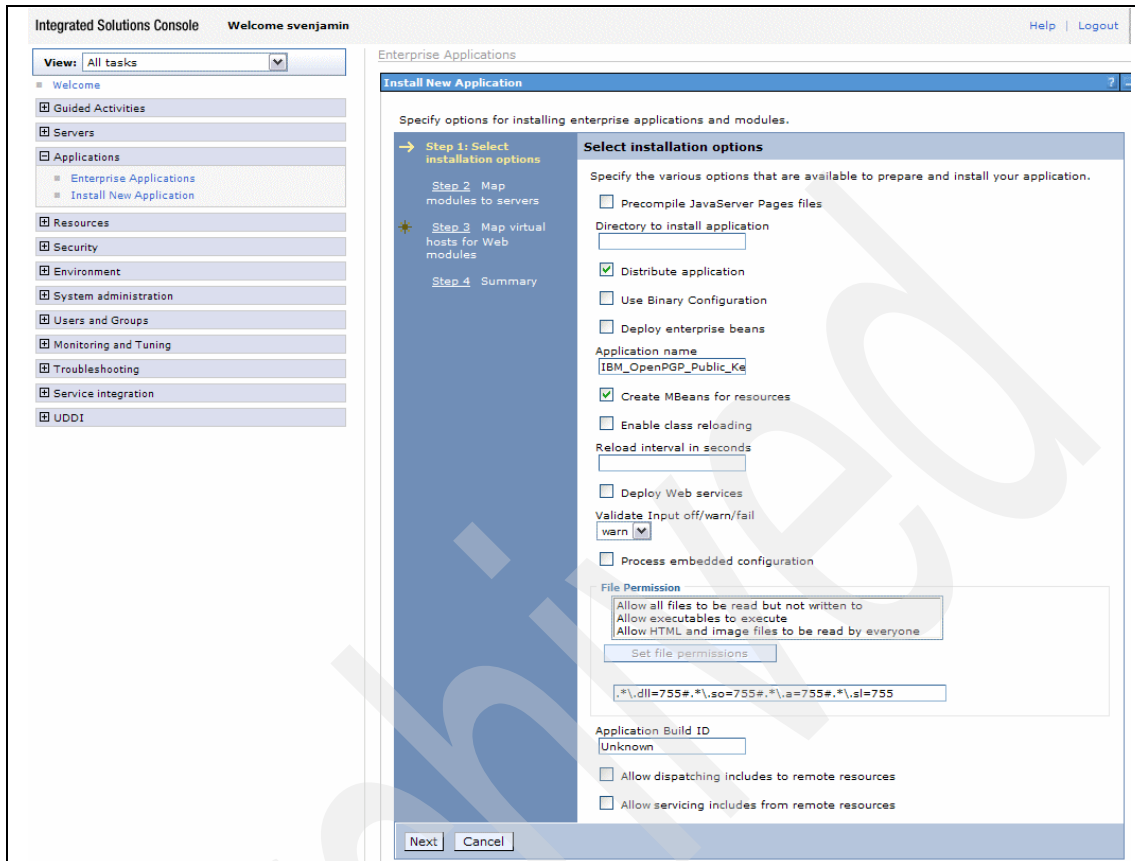 Integrated Solutions Console Welcome svenjamin Help | Logout
View: All tasks
Welcome
Guided Activities
Servers
Applications
Enterprise Applications
Install New Application
Resources
Security
Environment
System administration
Users and Groups
Monitoring and Tuning
Troubleshooting
Service integration
UDDI
Enterprise Applications
Install New Application ? -
Specify options for installing enterprise applications and modules.
Step 1: Select
installation options
Step 2 Map
modules to servers
Step 3 Map virtual
hosts for Web
modules
Step 4 Summary
Select installation options
Specify the various options that are available to prepare and install your application.
Precompile JavaServer Pages files
Directory to install application
Distribute application
Use Binary Configuration
Deploy enterprise beans
Application name
IBM_OpenPGP_Public_Ke
Create MBeans for resources
Enable class reloading
Reload interval in seconds
Deploy Web services
Validate Input off/warn/fail
warn
Process embedded configuration
File Permission
Allow all files to be read but not written to
Allow executables to execute
Allow HTML and image files to be read by everyone
Set file permissions
.*\.dll=755#.*\.so=755#.*\.a=755#.*\.sl=755
Application Build ID
Unknown
Allow dispatching includes to remote resources
Allow servicing includes from remote resources
Next Cancel
hived